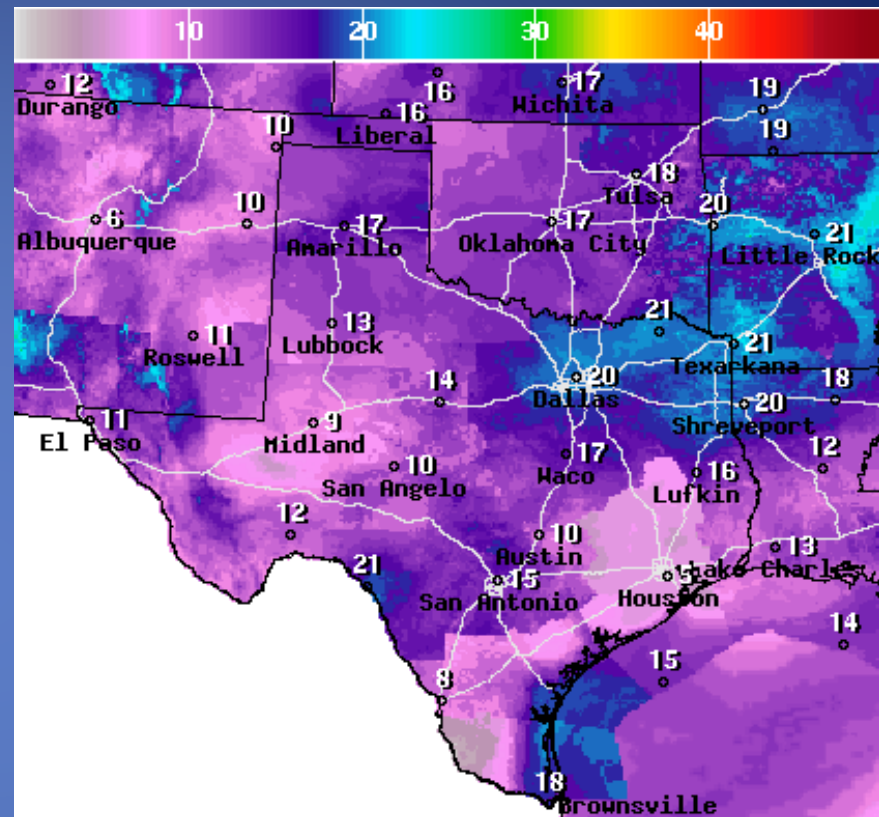 10 20 30 40
12
Durango
16
17
Wichita
19
16
Liberal
10
19
18
Tulsa
6
Albuquerque
10
17
Amarillo
17
Oklahoma City
20
21
Little Rock
11
Roswell
13
Lubbock
21
21
Texarkana
20
Dallas
14
20
Shreveport
18
11
El Paso
9
Midland
10
San Angelo
17
Waco
16
Lufkin
12
12
10
Austin
13
Lake Charles
21
15
San Antonio
5
Houston
14
15
8
18
Brownsville